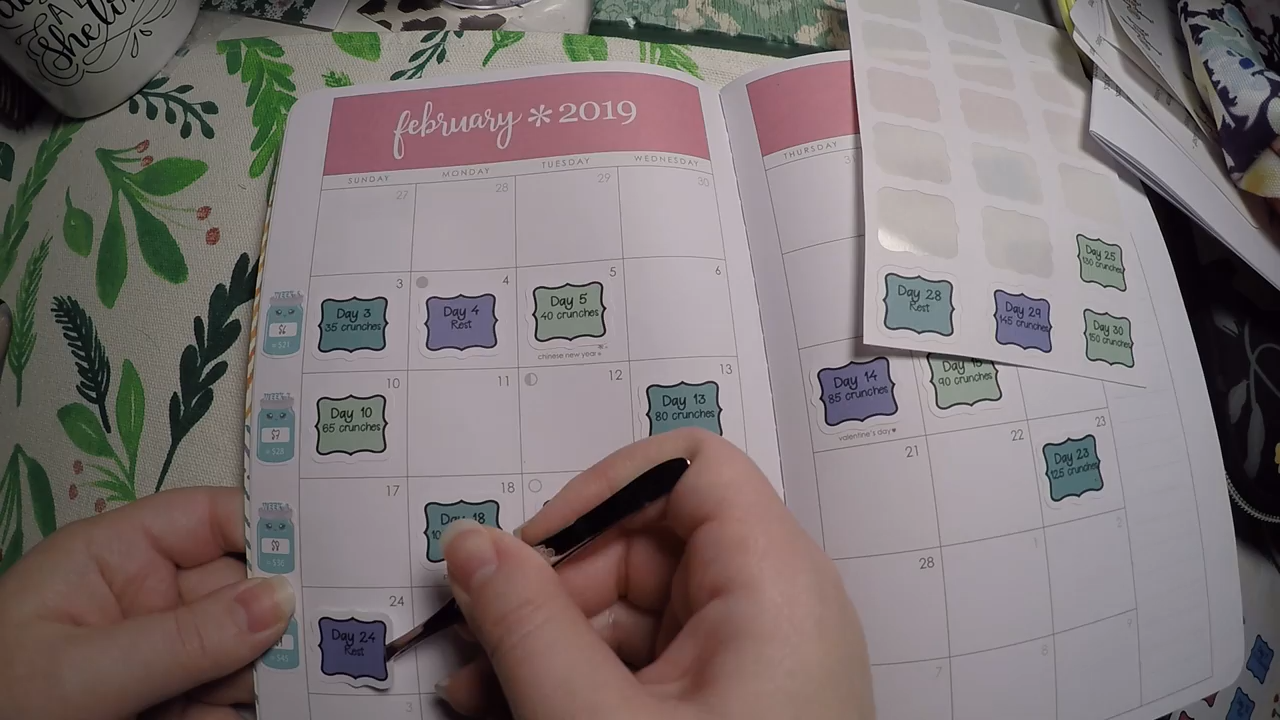 She
february * 2019
SUNDAY MONDAY TUESDAY WEDNESDAY
THURSDAY
27 28 29 30
3 4 5 6
Day 3
35 crunches
Day 4
Rest
Day 5
40 crunches
chinese new year
10 11 12 13
Day 10
65 crunches
Day 13
80 crunches
Day 14
85 crunches
valentine's day
90 crunches
17 18
21 22 23
Day 23
125 crunches
24
Day 24
Rest
28
Day 25
130 crunches
Day 28
Rest
Day 29
145 crunches
Day 30
150 crunches